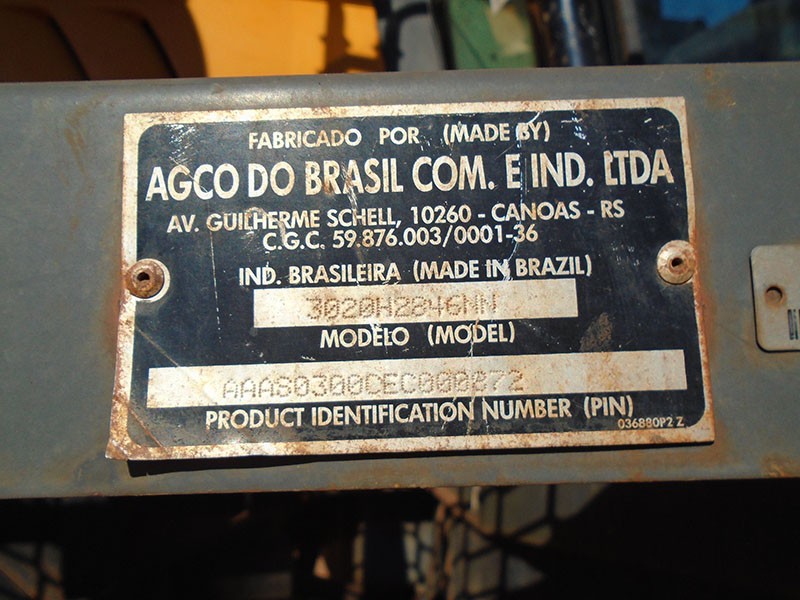 FABRICADO POR (MADE BY)
AGCO DO BRASIL COM. E IND. LTDA
AV. GUILHERME SCHELL, 10260 - CANOAS - RS
C.G.C. 59.876.003/0001-36
IND. BRASILEIRA (MADE IN BRAZIL)
3020H2846NN
MODELO (MODEL)
AAAS0300CEC000872
PRODUCT IDENTIFICATION NUMBER (PIN)
036880P2 Z